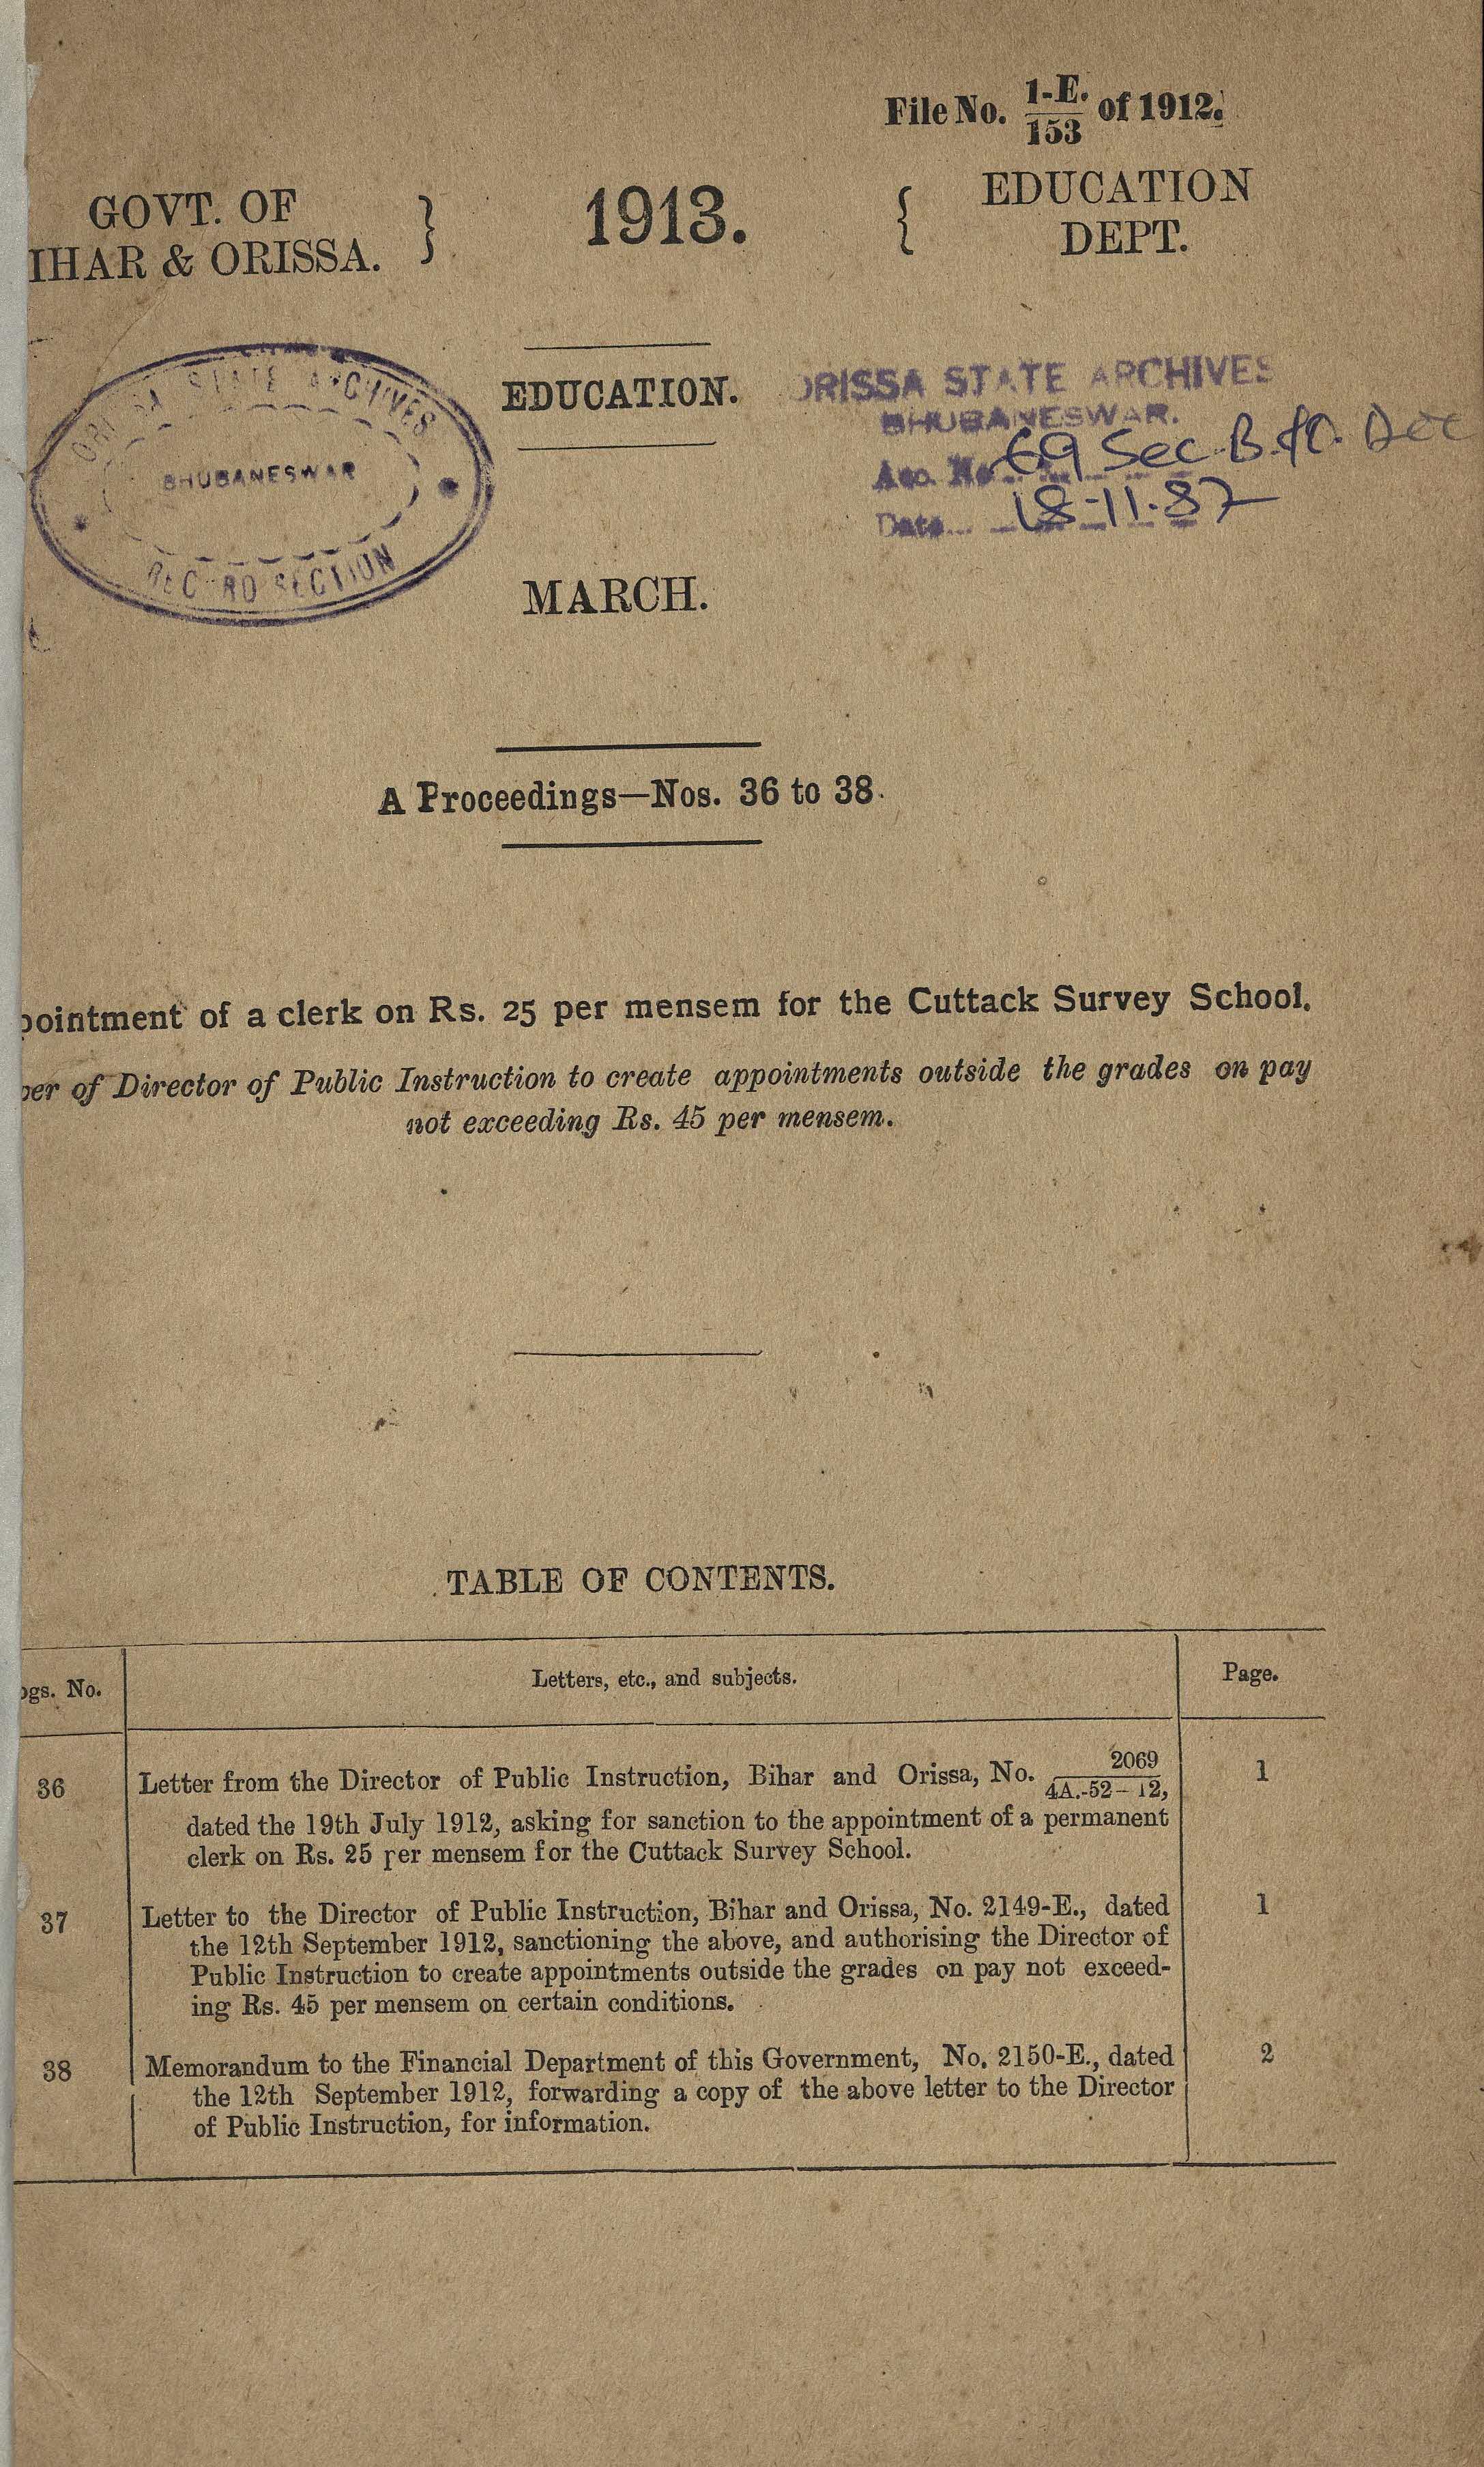 File No. 1-E./153 of 1912.
GOVT. OF
IHAR & ORISSA. }
1913.
{ EDUCATION
DEPT.
ORISSA STATE ARCHIVES
BHUBANESWAR
RECORD SECTION
EDUCATION.
ORISSA STATE ARCHIVES
BHUBANESWAR.
Acc. No. 69 Sec. B. &O.
Date 18-11-87
MARCH.
A Proceedings—Nos. 36 to 38.
pointment of a clerk on Rs. 25 per mensem for the Cuttack Survey School.
er of Director of Public Instruction to create appointments outside the grades on pay
not exceeding Rs. 45 per mensem.
TABLE OF CONTENTS.
ogs. No. Letters, etc., and subjects. Page.
36 Letter from the Director of Public Instruction, Bihar and Orissa, No. 2069/4A.-52-12, 1
dated the 19th July 1912, asking for sanction to the appointment of a permanent
clerk on Rs. 25 per mensem for the Cuttack Survey School.
37 Letter to the Director of Public Instruction, Bihar and Orissa, No. 2149-E., dated 1
the 12th September 1912, sanctioning the above, and authorising the Director of
Public Instruction to create appointments outside the grades on pay not exceed-
ing Rs. 45 per mensem on certain conditions.
38 Memorandum to the Financial Department of this Government, No. 2150-E., dated 2
the 12th September 1912, forwarding a copy of the above letter to the Director
of Public Instruction, for information.